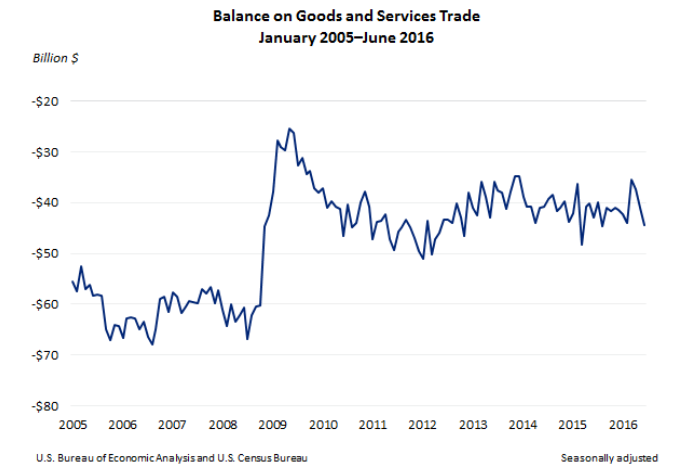 Balance on Goods and Services Trade
January 2005–June 2016
Billion $
-$20
-$30
-$40
-$50
-$60
-$70
-$80
2005 2006 2007 2008 2009 2010 2011 2012 2013 2014 2015 2016
U.S. Bureau of Economic Analysis and U.S. Census Bureau Seasonally adjusted